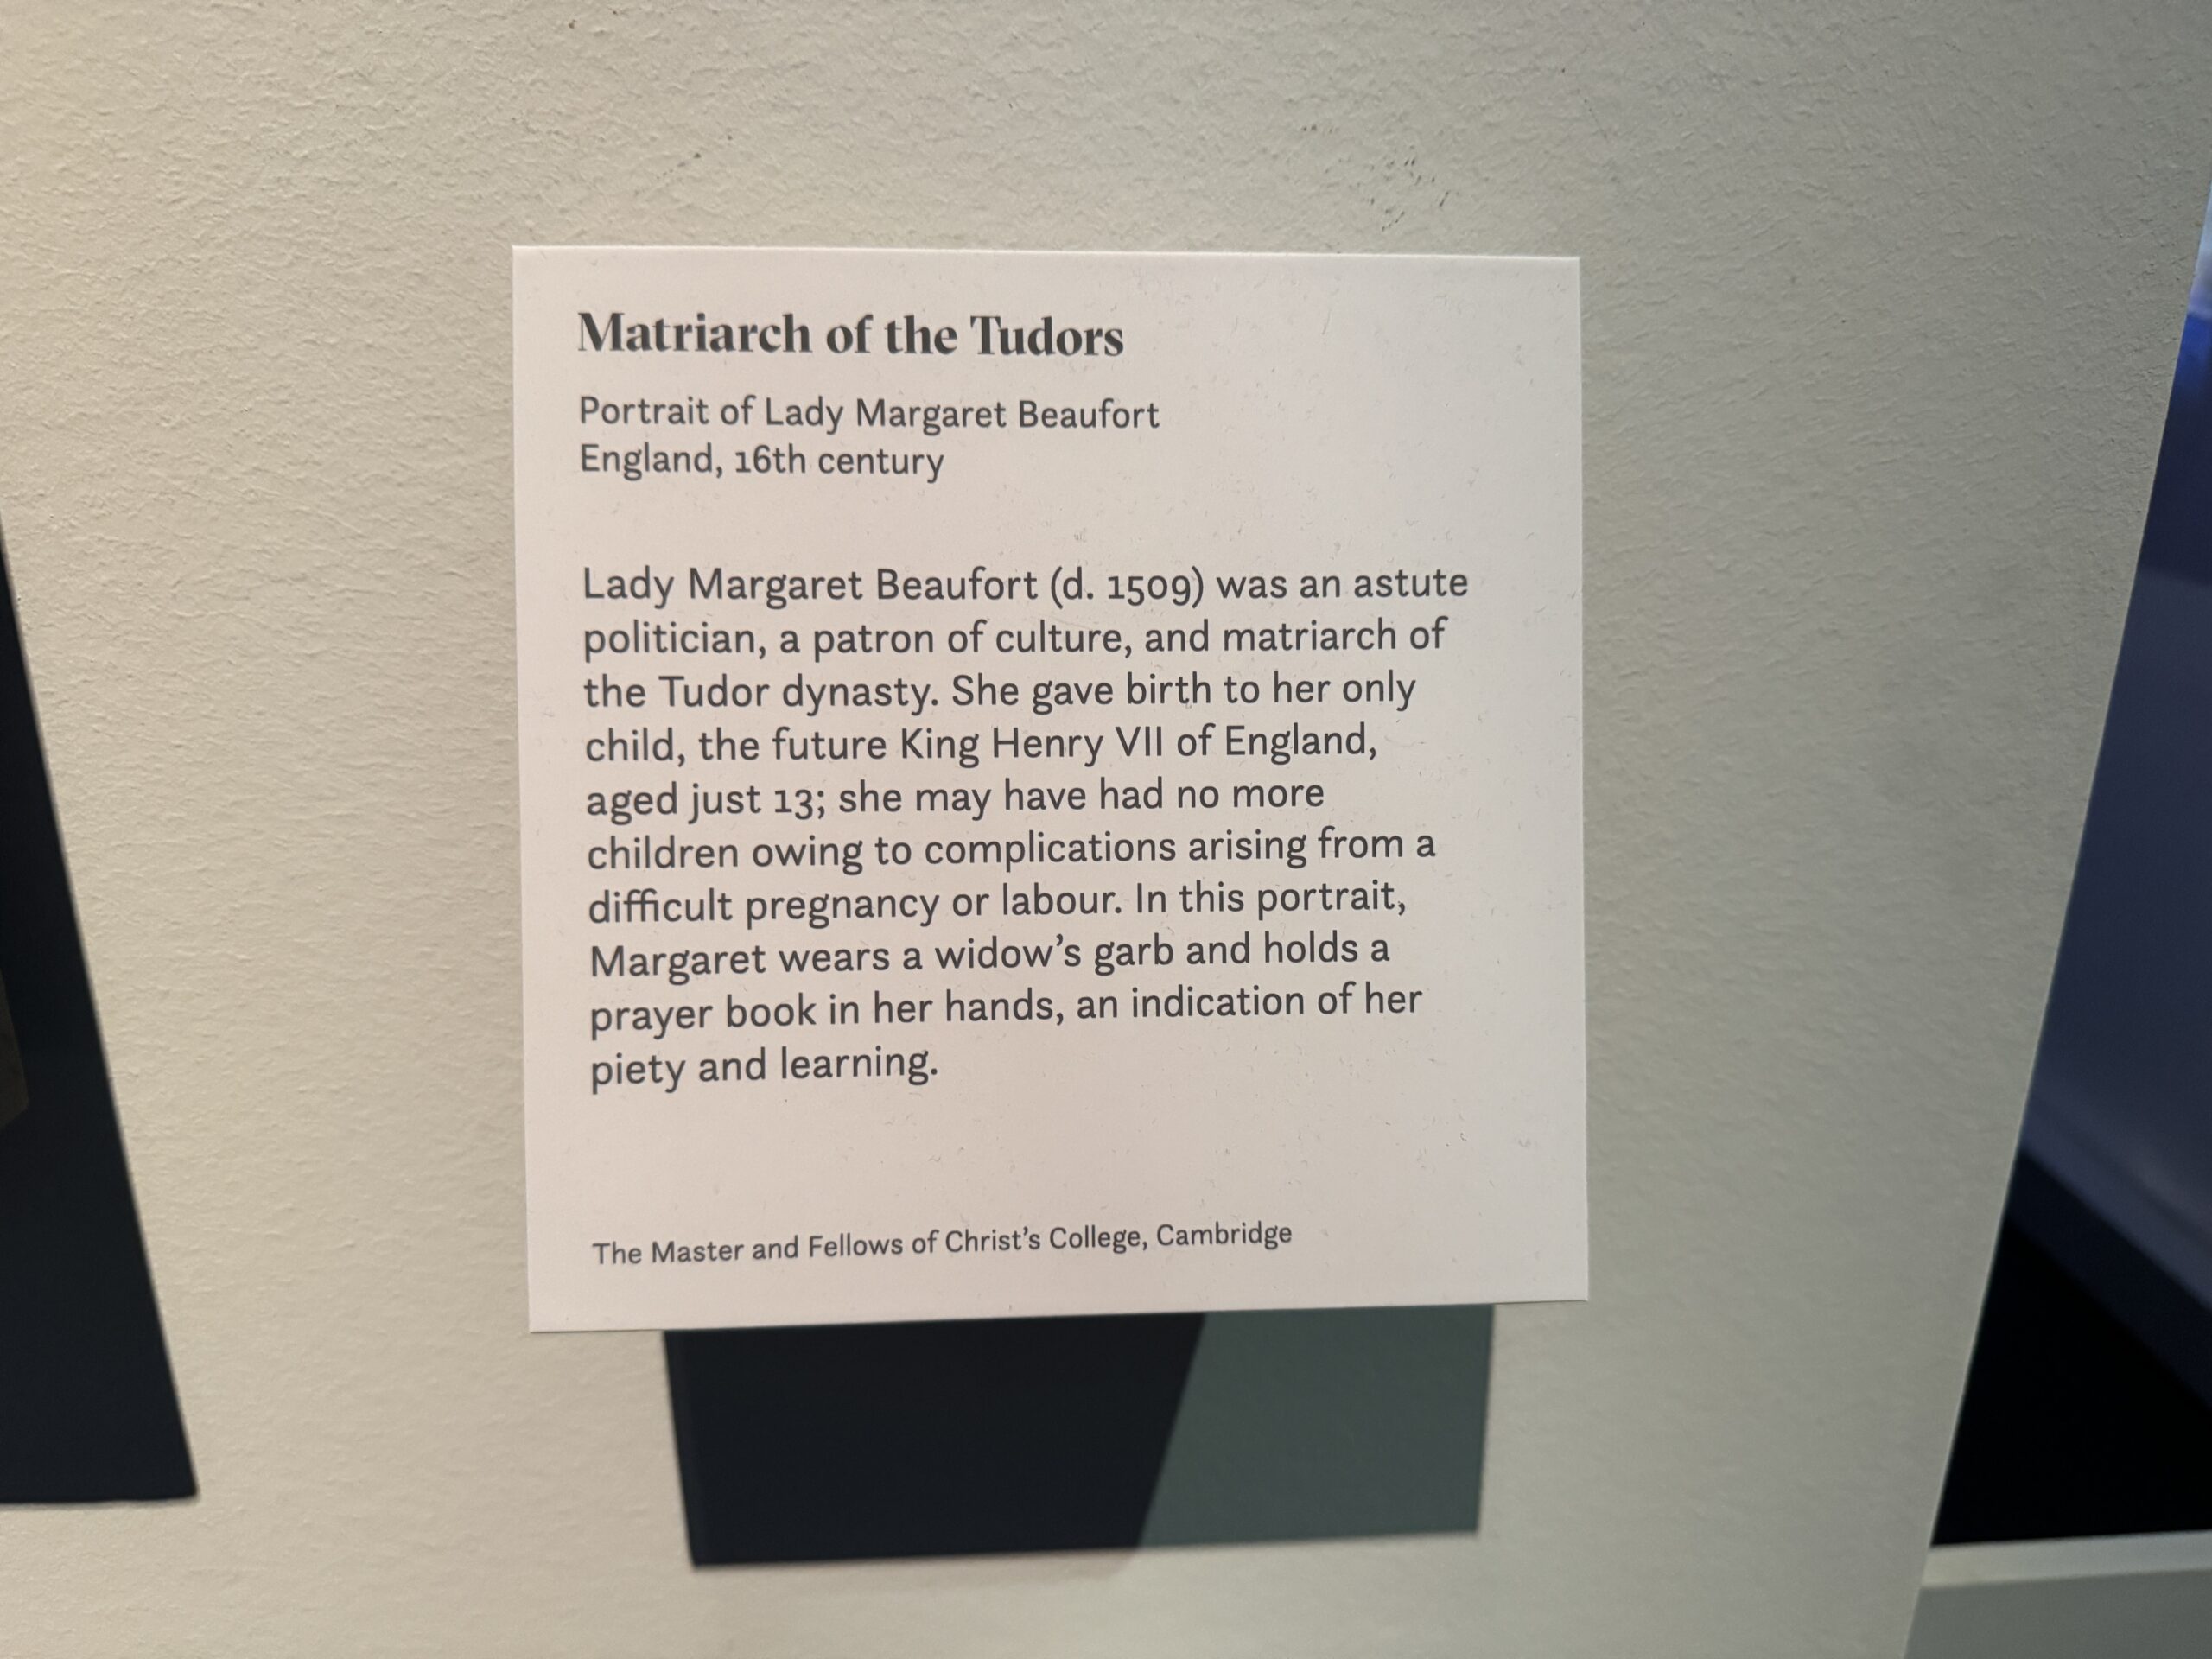 Matriarch of the Tudors
Portrait of Lady Margaret Beaufort
England, 16th century
Lady Margaret Beaufort (d. 1509) was an astute
politician, a patron of culture, and matriarch of
the Tudor dynasty. She gave birth to her only
child, the future King Henry VII of England,
aged just 13; she may have had no more
children owing to complications arising from a
difficult pregnancy or labour. In this portrait,
Margaret wears a widow’s garb and holds a
prayer book in her hands, an indication of her
piety and learning.
The Master and Fellows of Christ’s College, Cambridge